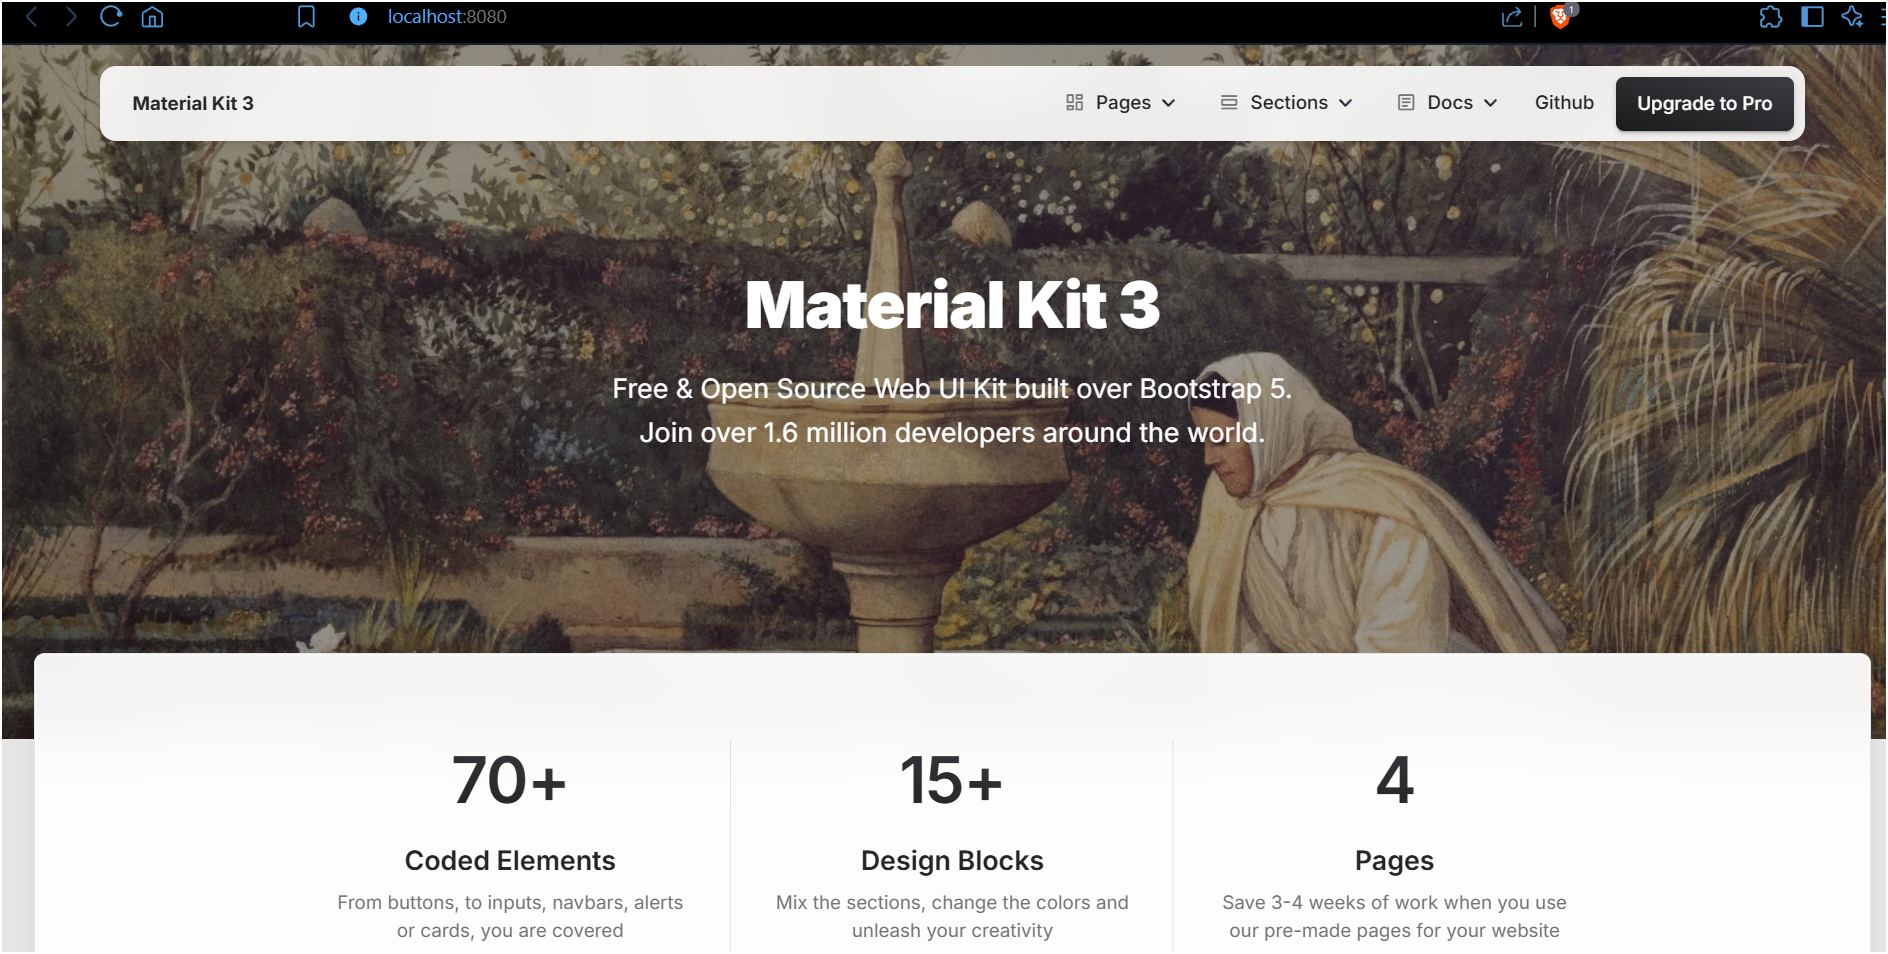 localhost:8080
1
Material Kit 3
Pages
Sections
Docs
Github
Upgrade to Pro
Material Kit 3
Free & Open Source Web UI Kit built over Bootstrap 5.
Join over 1.6 million developers around the world.
70+
Coded Elements
From buttons, to inputs, navbars, alerts
or cards, you are covered
15+
Design Blocks
Mix the sections, change the colors and
unleash your creativity
4
Pages
Save 3-4 weeks of work when you use
our pre-made pages for your website